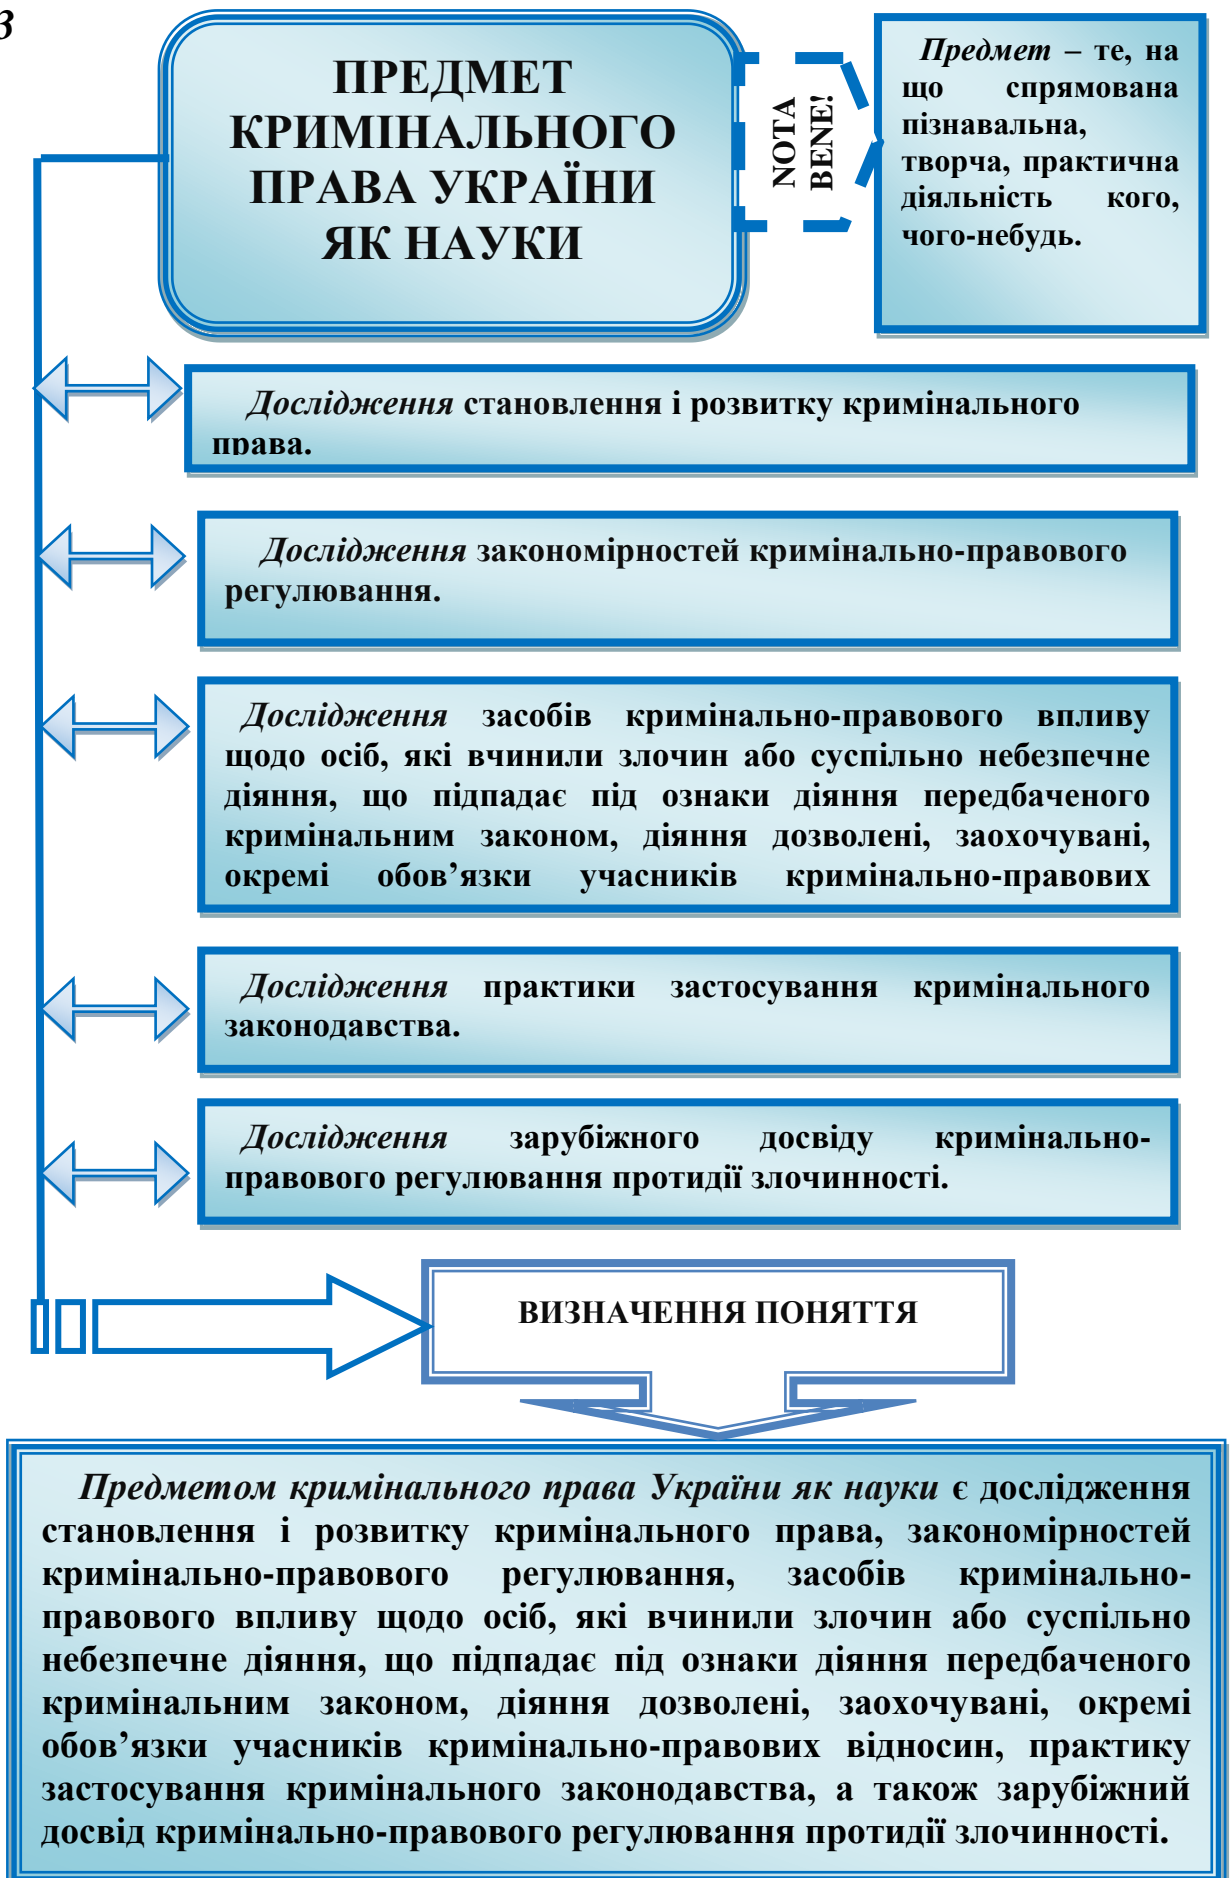 3
ПРЕДМЕТ
КРИМІНАЛЬНОГО
ПРАВА УКРАЇНИ
ЯК НАУКИ
NOTA
BENE!
Предмет – те, на
що спрямована
пізнавальна,
творча, практична
діяльність кого,
чого-небудь.
Дослідження становлення і розвитку кримінального
права.
Дослідження закономірностей кримінально-правового
регулювання.
Дослідження засобів кримінально-правового впливу
щодо осіб, які вчинили злочин або суспільно небезпечне
діяння, що підпадає під ознаки діяння передбаченого
кримінальним законом, діяння дозволені, заохочувані,
окремі обов’язки учасників кримінально-правових
Дослідження практики застосування кримінального
законодавства.
Дослідження зарубіжного досвіду кримінально-
правового регулювання протидії злочинності.
ВИЗНАЧЕННЯ ПОНЯТТЯ
Предметом кримінального права України як науки є дослідження
становлення і розвитку кримінального права, закономірностей
кримінально-правового регулювання, засобів кримінально-
правового впливу щодо осіб, які вчинили злочин або суспільно
небезпечне діяння, що підпадає під ознаки діяння передбаченого
кримінальним законом, діяння дозволені, заохочувані, окремі
обов’язки учасників кримінально-правових відносин, практику
застосування кримінального законодавства, а також зарубіжний
досвід кримінально-правового регулювання протидії злочинності.